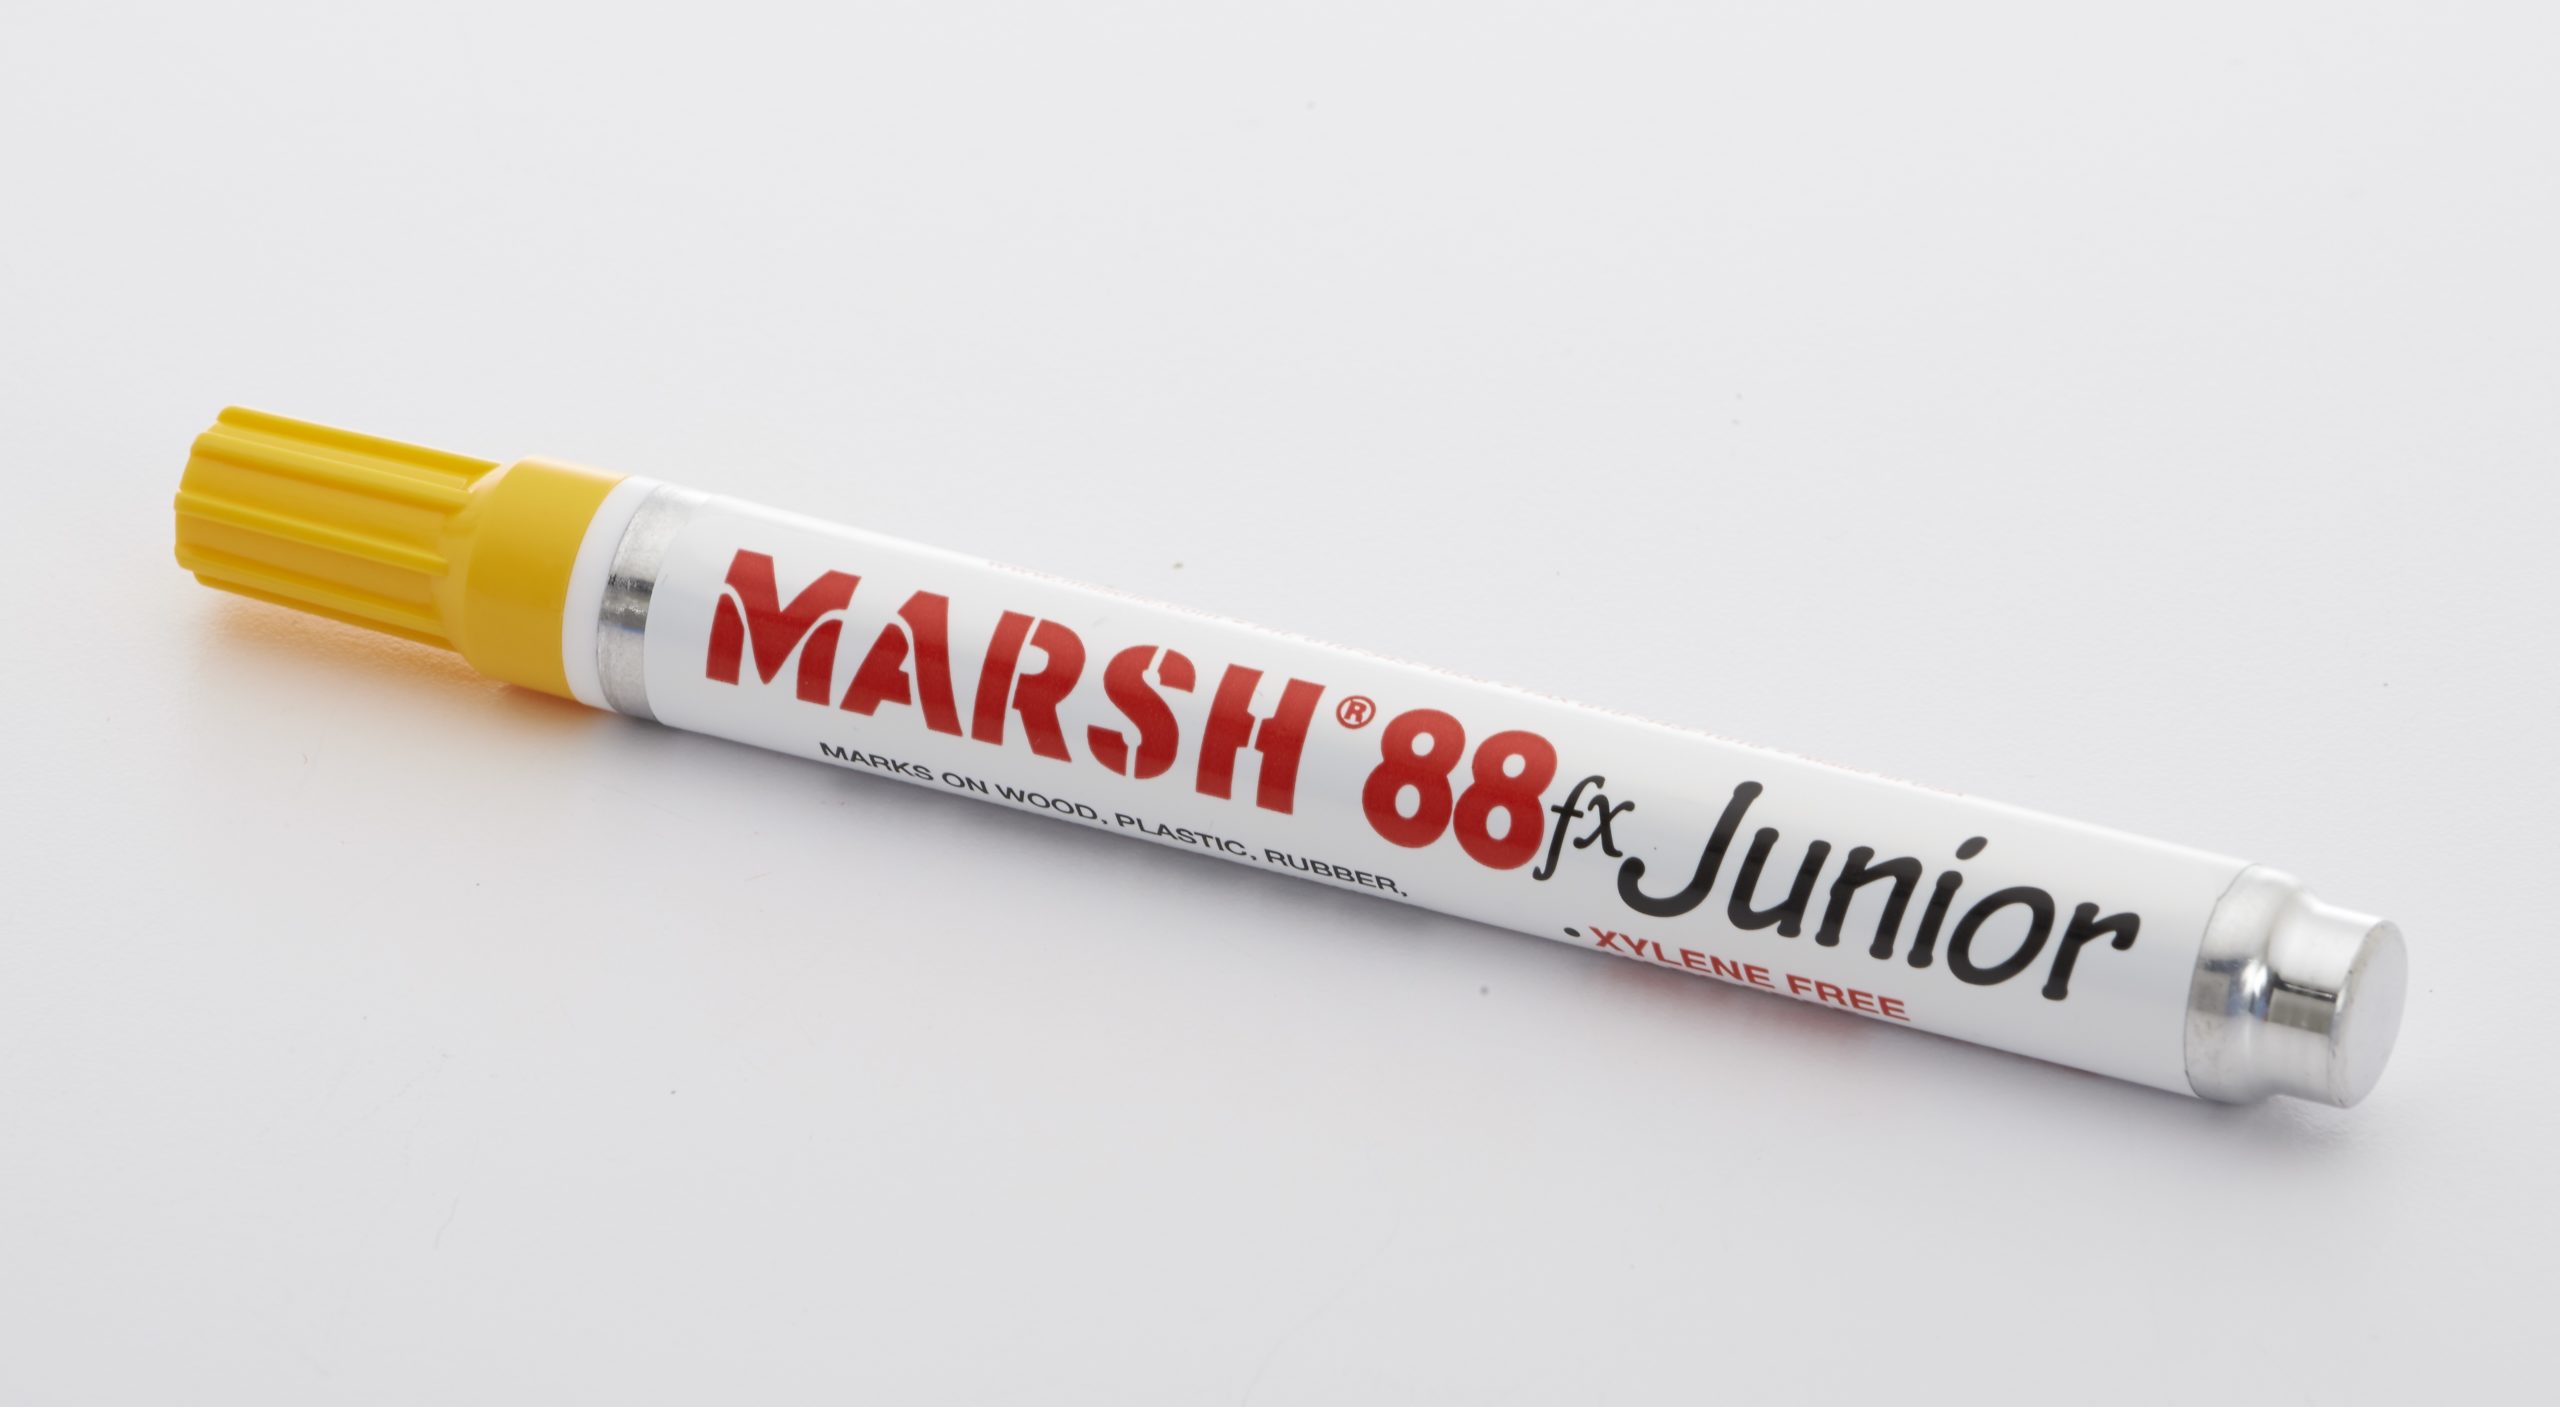 MARSH® 88fx Junior
MARKS ON WOOD, PLASTIC, RUBBER,
• XYLENE FREE